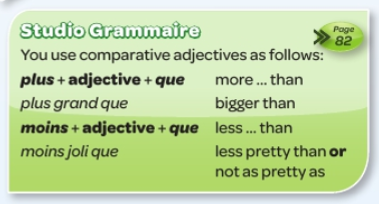 Studio Grammaire
Page
82
You use comparative adjectives as follows:
plus + adjective + que more ... than
plus grand que bigger than
moins + adjective + que less ... than
moins joli que less pretty than or
not as pretty as